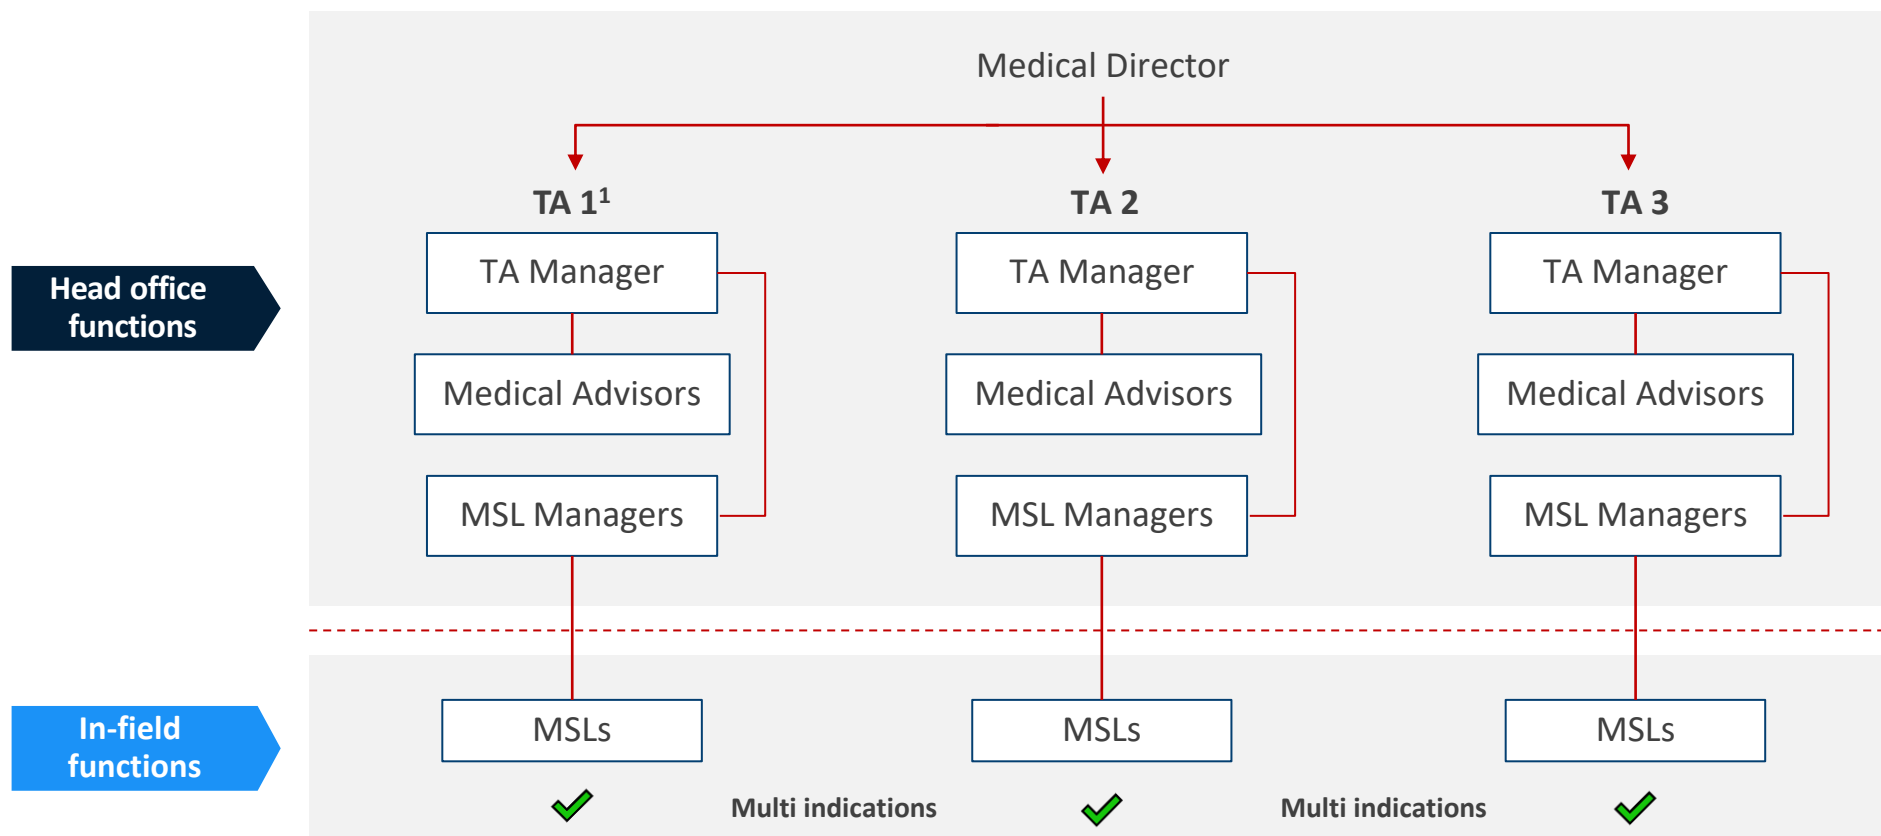 Medical Director
TA 1¹
TA 2
TA 3
TA Manager
TA Manager
TA Manager
Head office
functions
Medical Advisors
Medical Advisors
Medical Advisors
MSL Managers
MSL Managers
MSL Managers
In-field
functions
MSLs
MSLs
MSLs
Multi indications
Multi indications